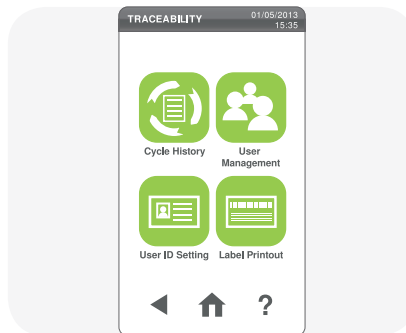 TRACEABILITY
01/05/2013
15:35
Cycle History
User
Management
User ID Setting
Label Printout
?